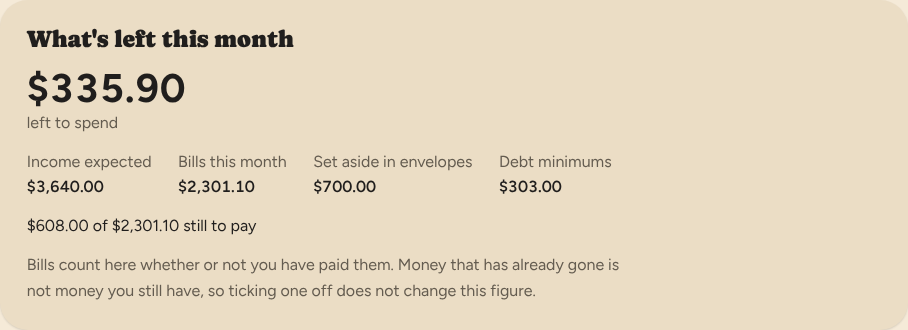 What's left this month
$335.90
left to spend
Income expected Bills this month Set aside in envelopes Debt minimums
$3,640.00 $2,301.10 $700.00 $303.00
$608.00 of $2,301.10 still to pay
Bills count here whether or not you have paid them. Money that has already gone is
not money you still have, so ticking one off does not change this figure.